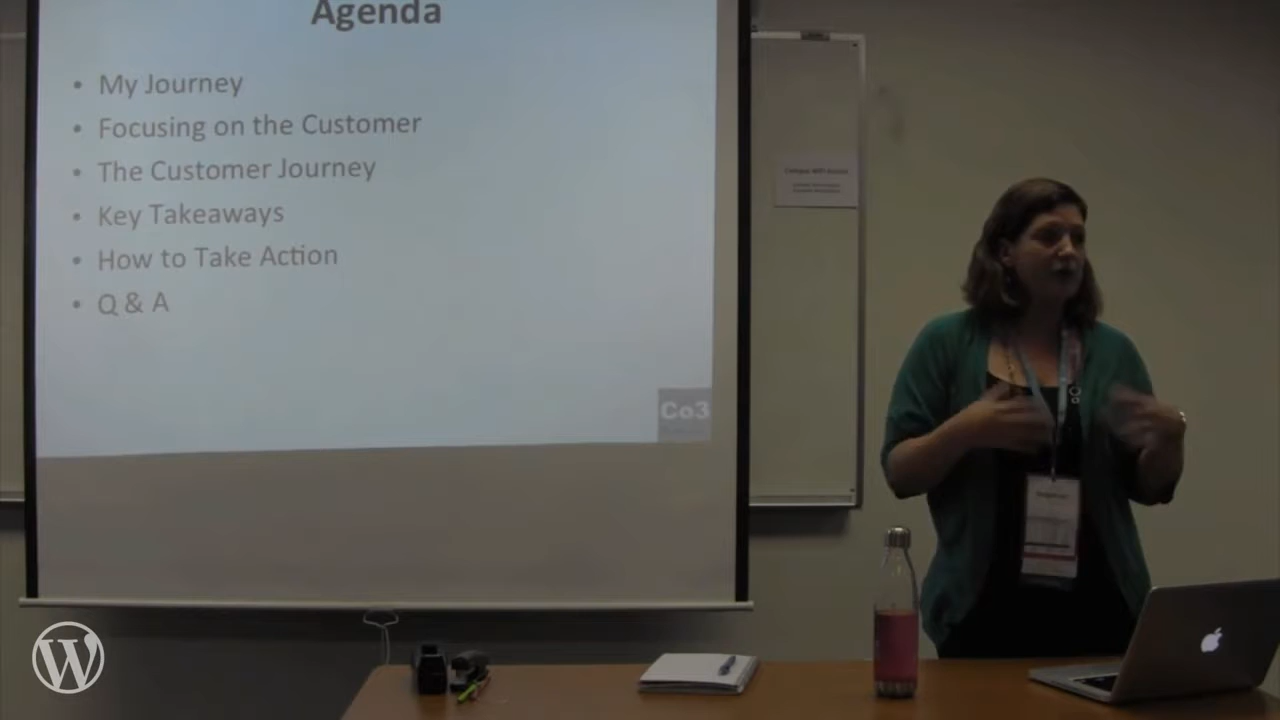 Agenda
• My Journey
• Focusing on the Customer
• The Customer Journey
• Key Takeaways
• How to Take Action
• Q & A
Co3